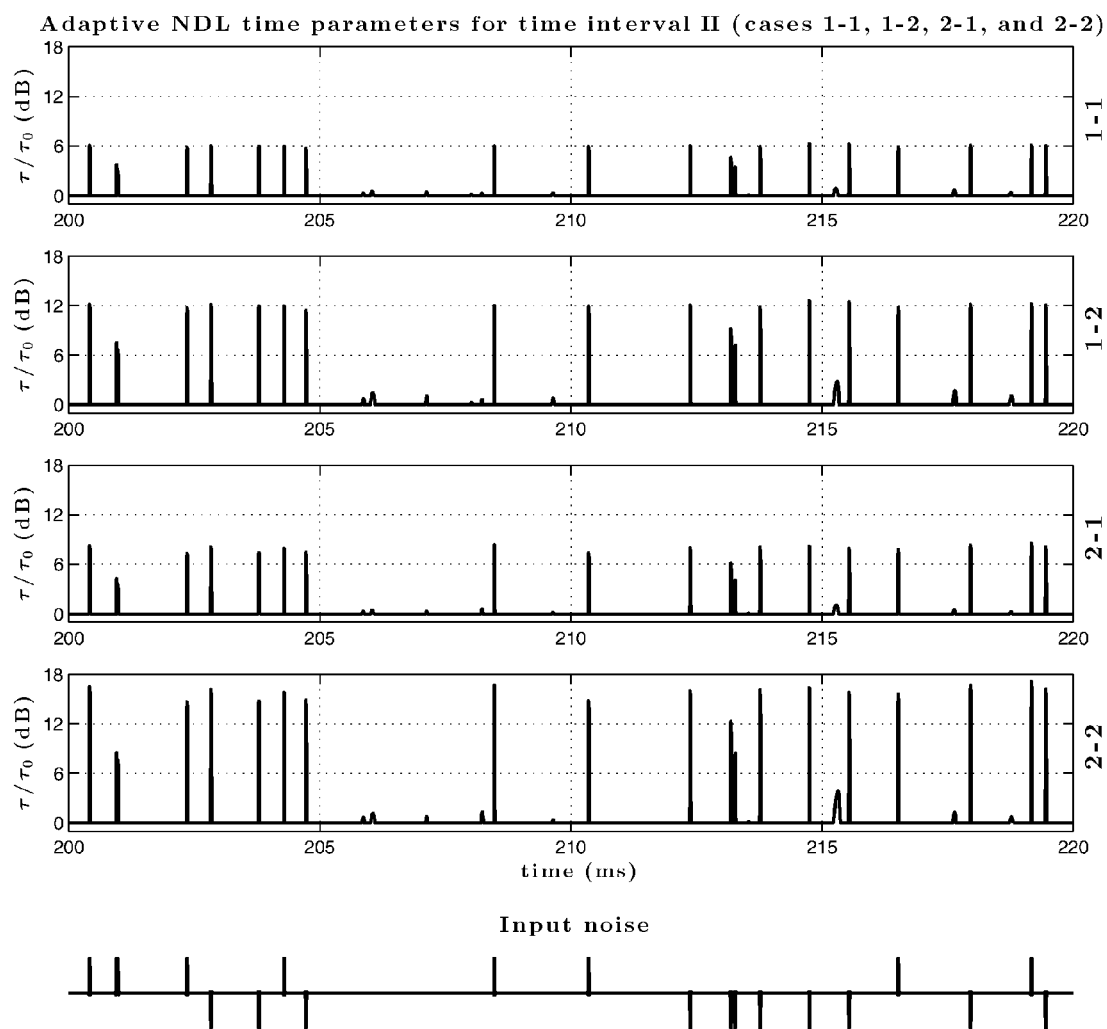 Adaptive NDL time parameters for time interval II (cases 1-1, 1-2, 2-1, and 2-2)
18
12
6
0
τ/τ₀ (dB)
1-1
200 205 210 215 220
18
12
6
0
τ/τ₀ (dB)
1-2
200 205 210 215 220
18
12
6
0
τ/τ₀ (dB)
2-1
200 205 210 215 220
18
12
6
0
τ/τ₀ (dB)
2-2
200 205 210 215 220
time (ms)
Input noise